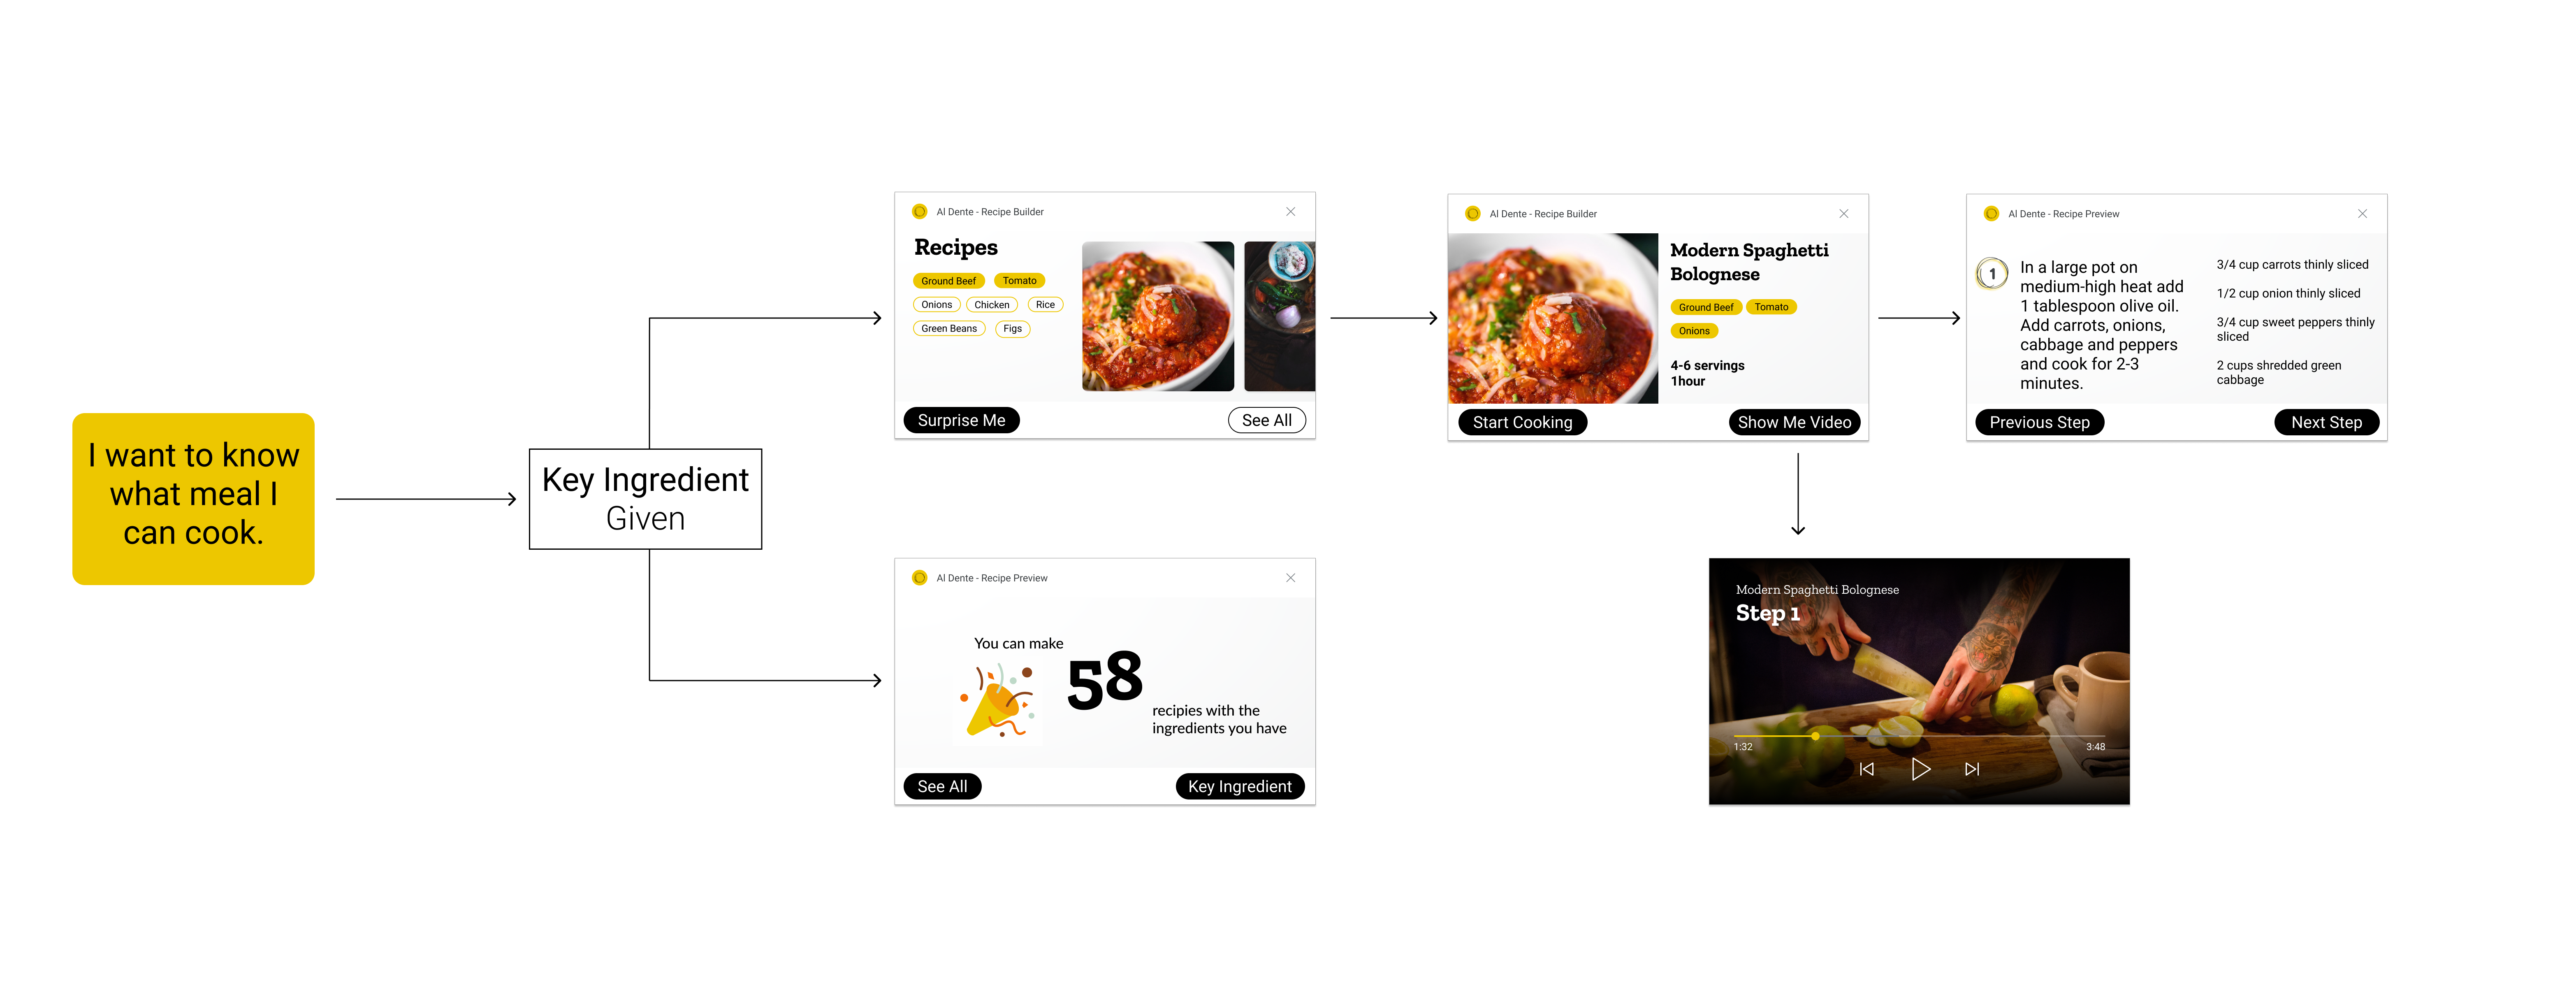 I want to know
what meal I
can cook.
Key Ingredient
Given
Al Dente - Recipe Builder
Recipes
Ground Beef
Tomato
Onions
Chicken
Rice
Green Beans
Figs
Surprise Me
See All
Al Dente - Recipe Builder
Modern Spaghetti
Bolognese
Ground Beef
Tomato
Onions
4-6 servings
1hour
Start Cooking
Show Me Video
Al Dente - Recipe Preview
1
In a large pot on
medium-high heat add
1 tablespoon olive oil.
Add carrots, onions,
cabbage and peppers
and cook for 2-3
minutes.
3/4 cup carrots thinly sliced
1/2 cup onion thinly sliced
3/4 cup sweet peppers thinly
sliced
2 cups shredded green
cabbage
Previous Step
Next Step
Al Dente - Recipe Preview
You can make
58
recipies with the
ingredients you have
See All
Key Ingredient
Modern Spaghetti Bolognese
Step 1
1:32
3:48